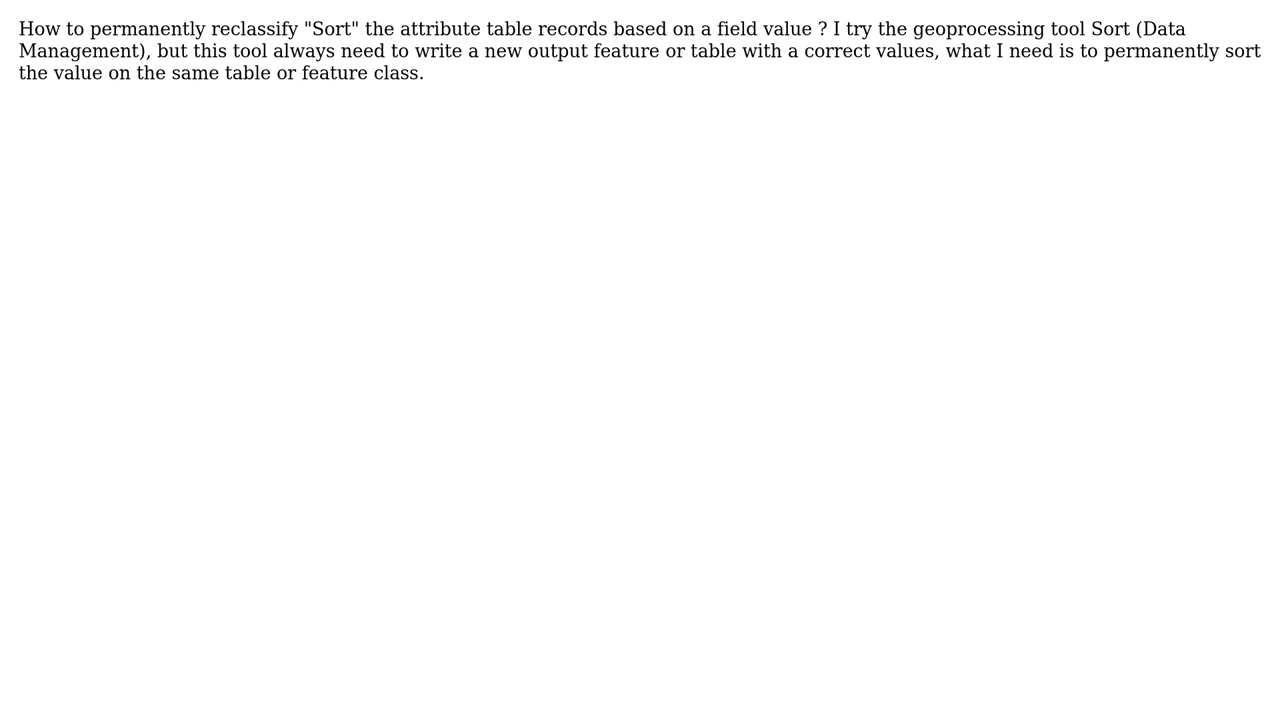 How to permanently reclassify "Sort" the attribute table records based on a field value ? I try the geoprocessing tool Sort (Data
Management), but this tool always need to write a new output feature or table with a correct values, what I need is to permanently sort
the value on the same table or feature class.